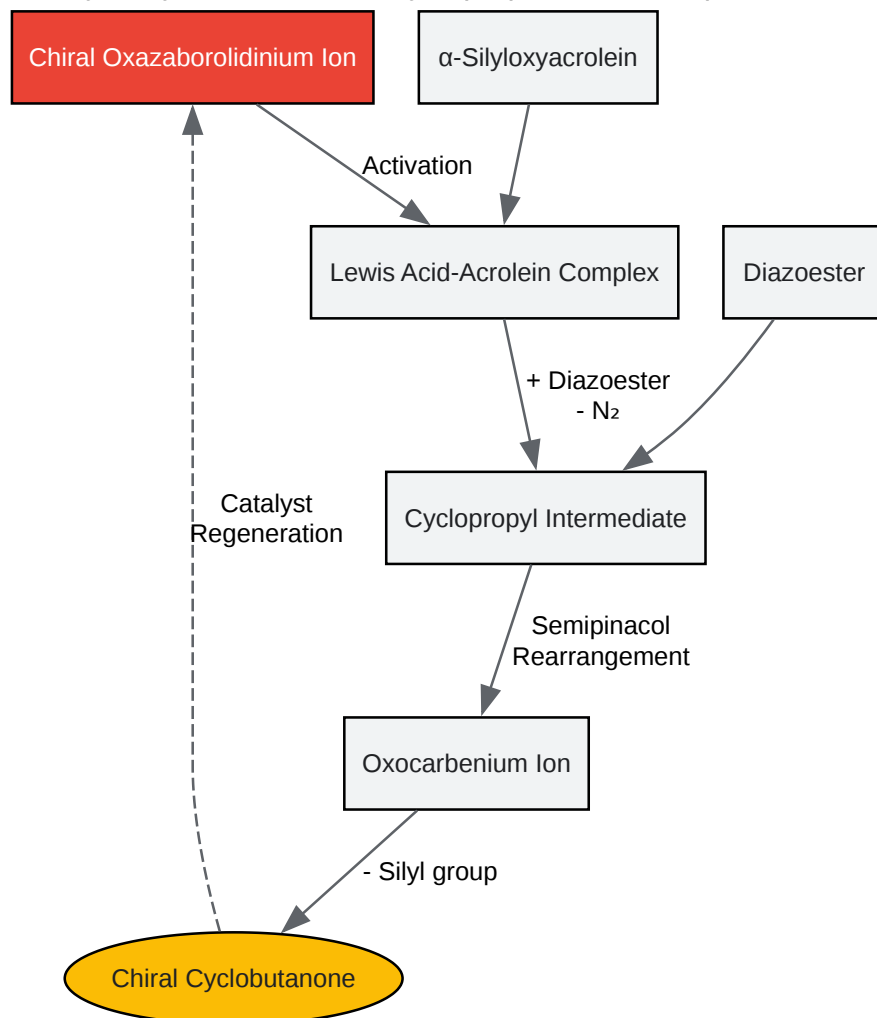 Chiral Oxazaborolidinium Ion
α-Silyloxyacrolein
Activation
Lewis Acid-Acrolein Complex
Diazoester
+ Diazoester
- N₂
Cyclopropyl Intermediate
Catalyst
Regeneration
Semipinacol
Rearrangement
Oxocarbenium Ion
- Silyl group
Chiral Cyclobutanone